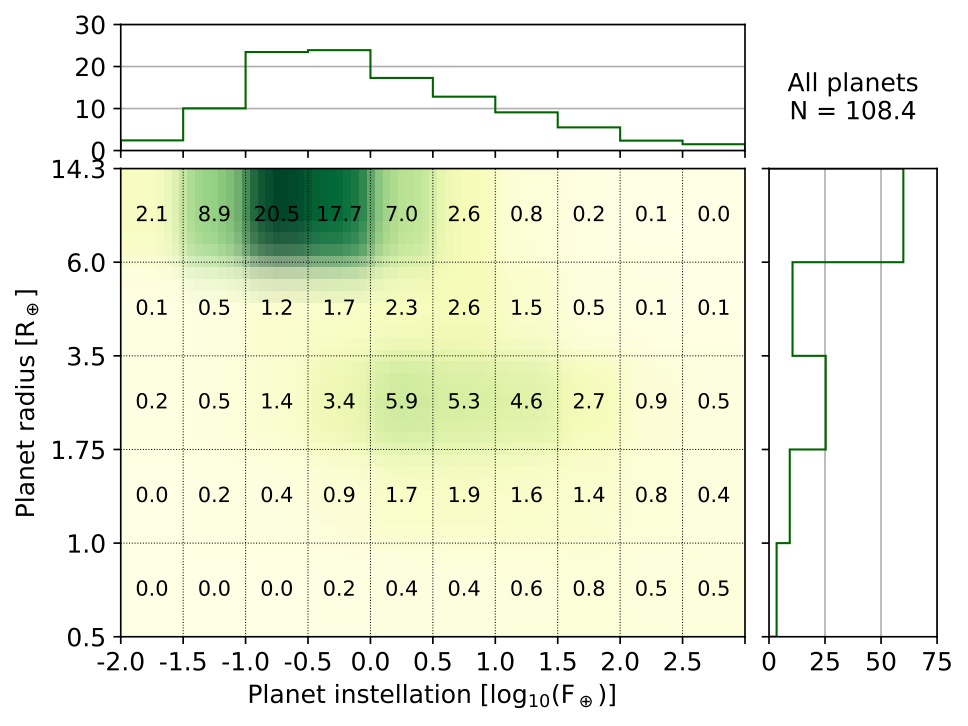 30
20
10
0
All planets
N = 108.4
14.3
2.1 8.9 20.5 17.7 7.0 2.6 0.8 0.2 0.1 0.0
6.0
0.1 0.5 1.2 1.7 2.3 2.6 1.5 0.5 0.1 0.1
3.5
0.2 0.5 1.4 3.4 5.9 5.3 4.6 2.7 0.9 0.5
1.75
0.0 0.2 0.4 0.9 1.7 1.9 1.6 1.4 0.8 0.4
1.0
0.0 0.0 0.0 0.2 0.4 0.4 0.6 0.8 0.5 0.5
0.5
Planet radius [R⊕]
-2.0 -1.5 -1.0 -0.5 0.0 0.5 1.0 1.5 2.0 2.5
Planet instellation [log₁₀(F⊕)]
0 25 50 75